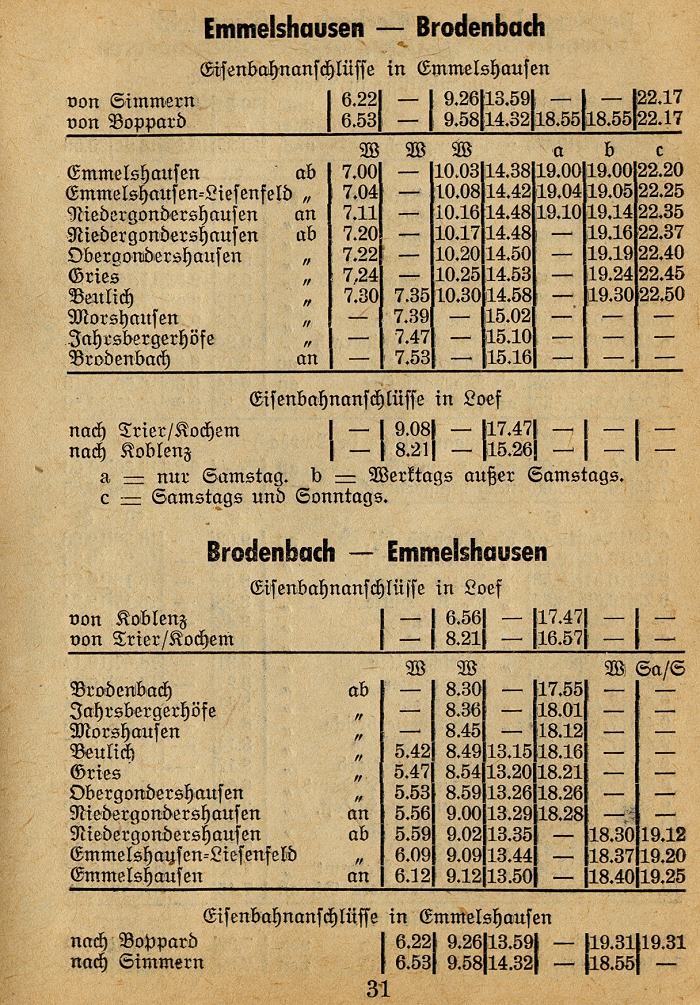 Emmelshausen — Brodenbach
Eisenbahnanschlüsse in Emmelshausen
von Simmern 6.22 — 9.26 13.59 — — 22.17
von Boppard 6.53 — 9.58 14.32 18.55 18.55 22.17
W W W a b c
Emmelshausen ab 7.00 — 10.03 14.38 19.00 19.00 22.20
Emmelshausen=Liesenfeld „ 7.04 — 10.08 14.42 19.04 19.05 22.25
Niedergondershausen an 7.11 — 10.16 14.48 19.10 19.14 22.35
Niedergondershausen ab 7.20 — 10.17 14.48 — 19.16 22.37
Obergondershausen „ 7.22 — 10.20 14.50 — 19.19 22.40
Gries „ 7,24 — 10.25 14.53 — 19.24 22.45
Beulich „ 7.30 7.35 10.30 14.58 — 19.30 22.50
Morshausen „ — 7.39 — 15.02 — — —
Jahrsbergerhöfe „ — 7.47 — 15.10 — — —
Brodenbach an — 7.53 — 15.16 — — —
Eisenbahnanschlüsse in Loef
nach Trier/Kochem — 9.08 — 17.47 — — —
nach Koblenz — 8.21 — 15.26 — — —
a = nur Samstag. b = Werktags außer Samstags.
c = Samstags und Sonntags.
Brodenbach — Emmelshausen
Eisenbahnanschlüsse in Loef
von Koblenz — 6.56 — 17.47 — —
von Trier/Kochem — 8.21 — 16.57 — —
W W W Sa/S
Brodenbach ab — 8.30 — 17.55 — —
Jahrsbergerhöfe „ — 8.36 — 18.01 — —
Morshausen „ — 8.45 — 18.12 — —
Beulich „ 5.42 8.49 13.15 18.16 — —
Gries „ 5.47 8.54 13.20 18.21 — —
Obergondershausen „ 5.53 8.59 13.26 18.26 — —
Niedergondershausen an 5.56 9.00 13.29 18.28 — —
Niedergondershausen ab 5.59 9.02 13.35 — 18.30 19.12
Emmelshausen=Liesenfeld „ 6.09 9.09 13.44 — 18.37 19.20
Emmelshausen an 6.12 9.12 13.50 — 18.40 19.25
Eisenbahnanschlüsse in Emmelshausen
nach Boppard 6.22 9.26 13.59 — 19.31 19.31
nach Simmern 6.53 9.58 14.32 — 18.55 —
31